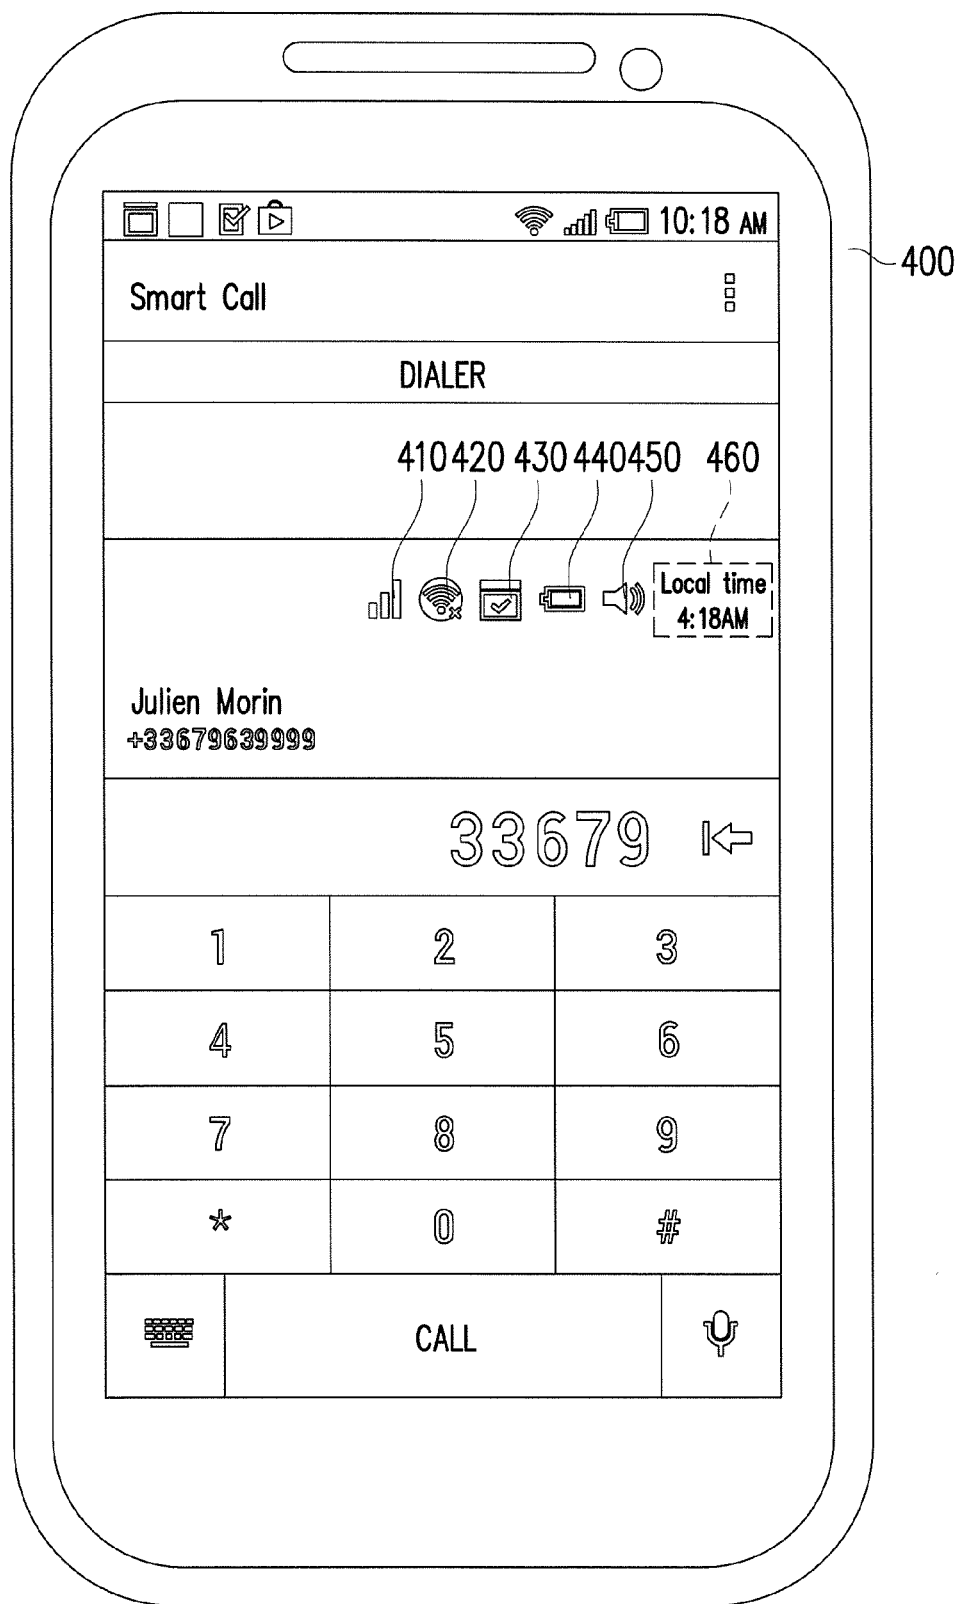 10:18 AM
400
Smart Call
DIALER
410 420 430 440 450 460
Local time
4:18AM
Julien Morin
+33679639999
33679
1 2 3
4 5 6
7 8 9
* 0 #
CALL